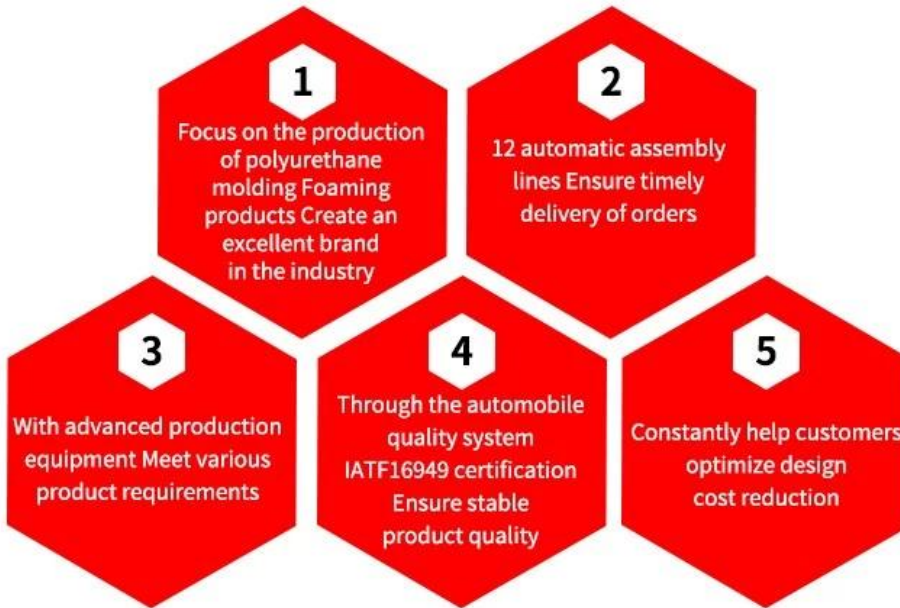 1
Focus on the production
of polyurethane
molding Foaming
products Create an
excellent brand
in the industry
2
12 automatic assembly
lines Ensure timely
delivery of orders
3
With advanced production
equipment Meet various
product requirements
4
Through the automobile
quality system
IATF16949 certification
Ensure stable
product quality
5
Constantly help customers
optimize design
cost reduction